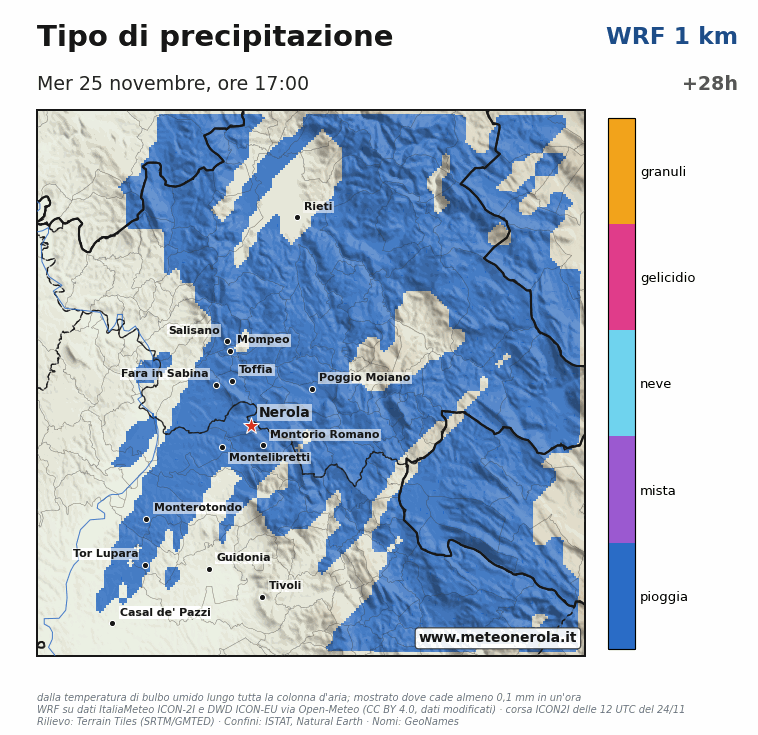 Tipo di precipitazione
WRF 1 km
Mer 25 novembre, ore 17:00
+28h
granuli
gelicidio
neve
mista
pioggia
Rieti
Salisano
Mompeo
Fara in Sabina
Toffia
Poggio Moiano
Nerola
Montorio Romano
Montelibretti
Monterotondo
Tor Lupara
Guidonia
Tivoli
Casal de' Pazzi
www.meteonerola.it
dalla temperatura di bulbo umido lungo tutta la colonna d'aria; mostrato dove cade almeno 0,1 mm in un'ora
WRF su dati ItaliaMeteo ICON-2I e DWD ICON-EU via Open-Meteo (CC BY 4.0, dati modificati) · corsa ICON2I delle 12 UTC del 24/11
Rilievo: Terrain Tiles (SRTM/GMTED) · Confini: ISTAT, Natural Earth · Nomi: GeoNames